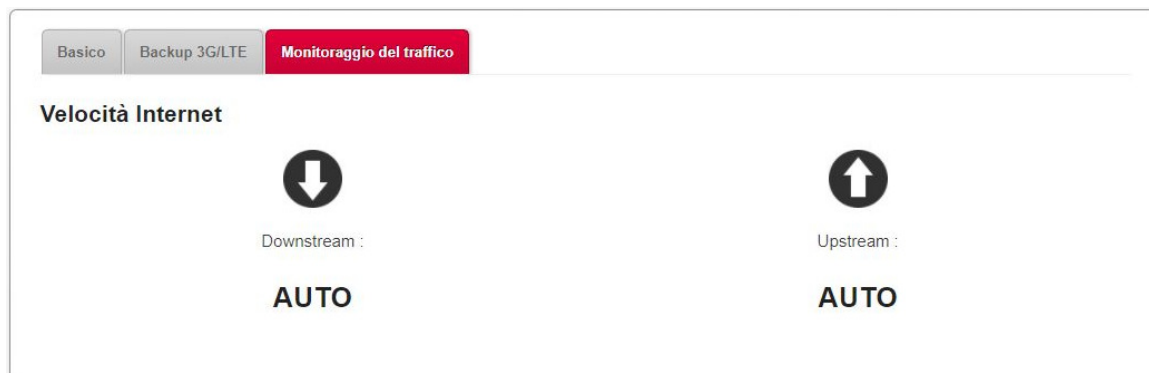 Basico Backup 3G/LTE Monitoraggio del traffico
Velocità Internet
Downstream : Upstream :
AUTO AUTO